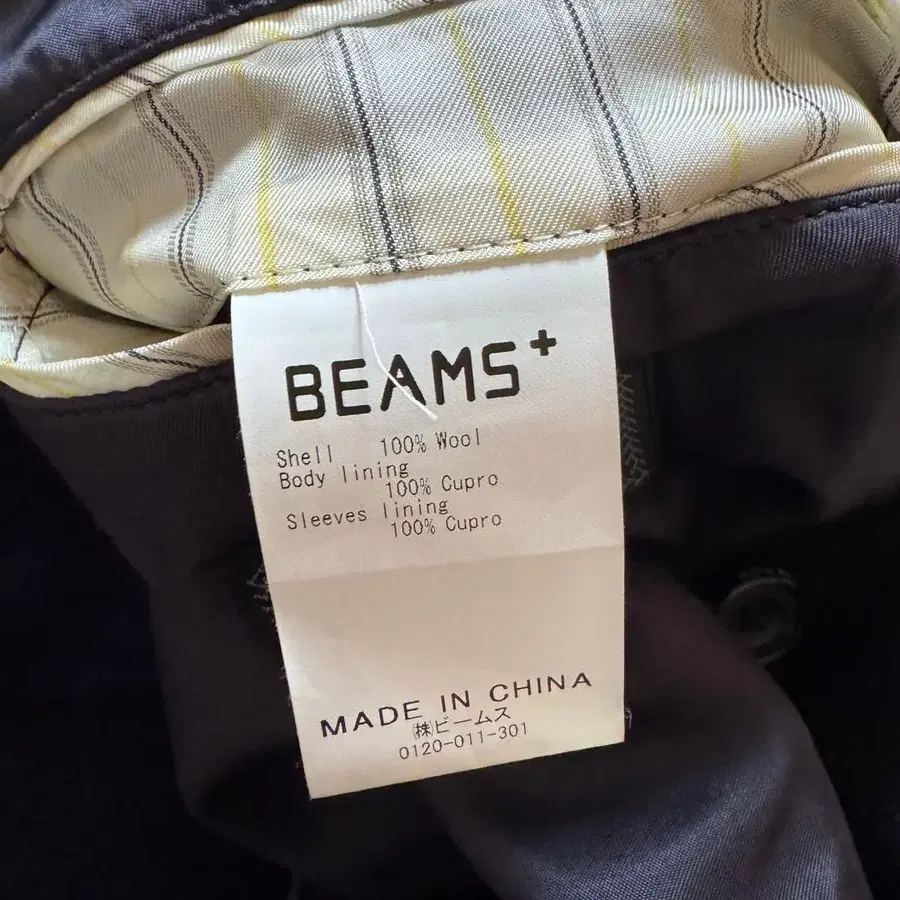 BEAMS+
Shell 100% Wool
Body lining
100% Cupro
Sleeves lining
100% Cupro
MADE IN CHINA
㈱ビームス
0120-011-301